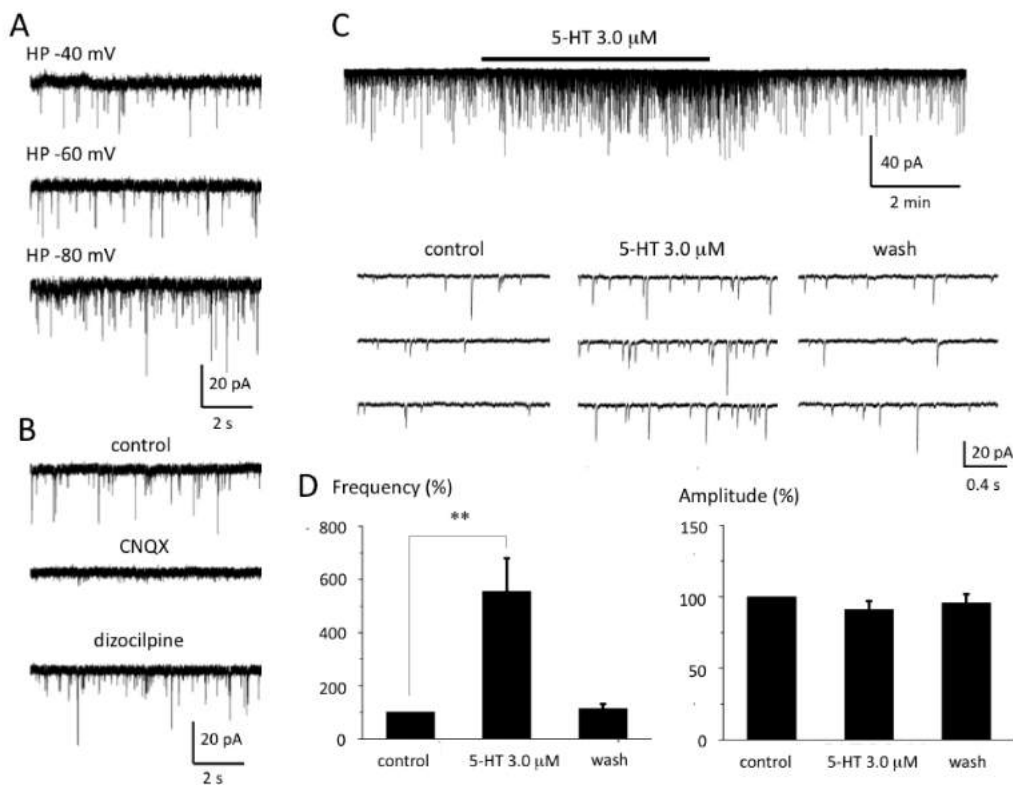 A
HP -40 mV
HP -60 mV
HP -80 mV
20 pA
2 s
B
control
CNQX
dizocilpine
20 pA
2 s
C
5-HT 3.0 μM
40 pA
2 min
control 5-HT 3.0 μM wash
20 pA
0.4 s
D Frequency (%)
**
800
600
400
200
0
control 5-HT 3.0 μM wash
Amplitude (%)
150
100
50
0
control 5-HT 3.0 μM wash